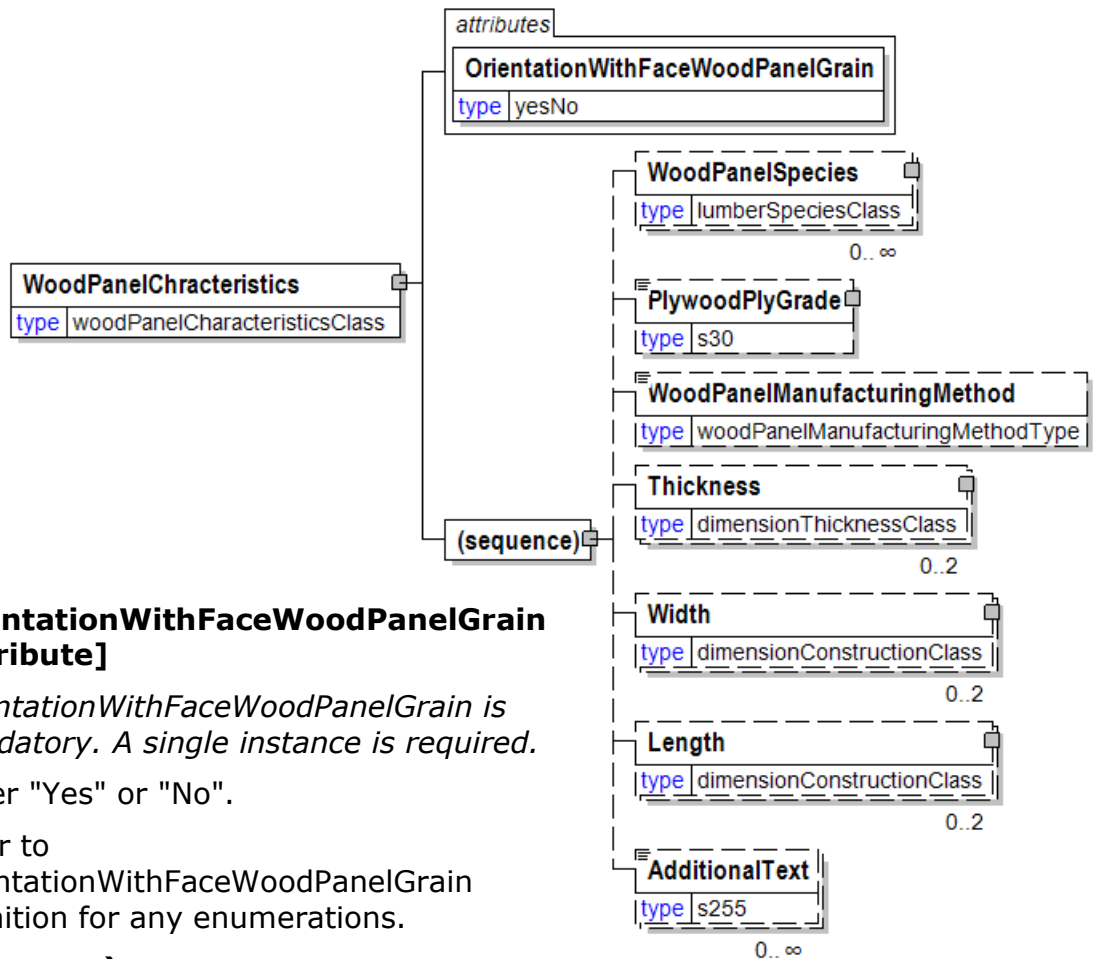 attributes
OrientationWithFaceWoodPanelGrain
type yesNo
WoodPanelChracteristics
type woodPanelCharacteristicsClass
(sequence)
WoodPanelSpecies
type lumberSpeciesClass
0.. ∞
PlywoodPlyGrade
type s30
WoodPanelManufacturingMethod
type woodPanelManufacturingMethodType
Thickness
type dimensionThicknessClass
0..2
Width
type dimensionConstructionClass
0..2
Length
type dimensionConstructionClass
0..2
AdditionalText
type s255
0.. ∞
ntationWithFaceWoodPanelGrain
ribute]
ntationWithFaceWoodPanelGrain is
datory. A single instance is required.
er "Yes" or "No".
r to
ntationWithFaceWoodPanelGrain
nition for any enumerations.